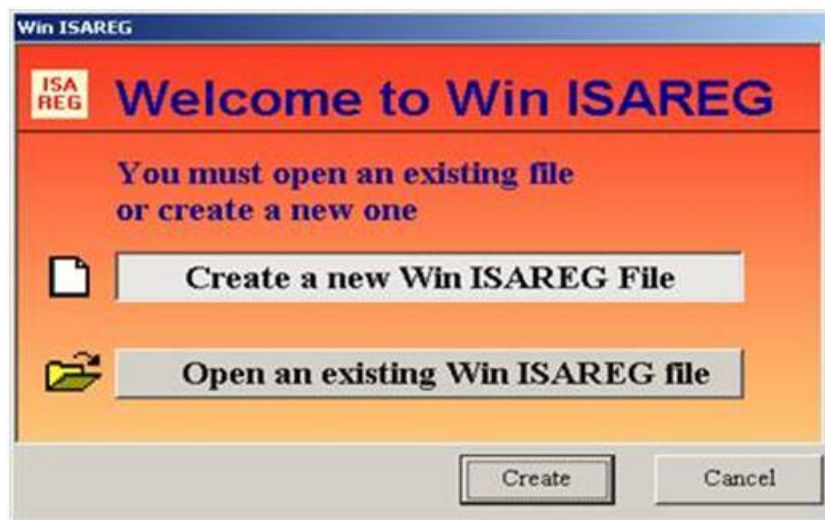 Win ISAREG
ISA
REG
Welcome to Win ISAREG
You must open an existing file
or create a new one
Create a new Win ISAREG File
Open an existing Win ISAREG file
Create
Cancel